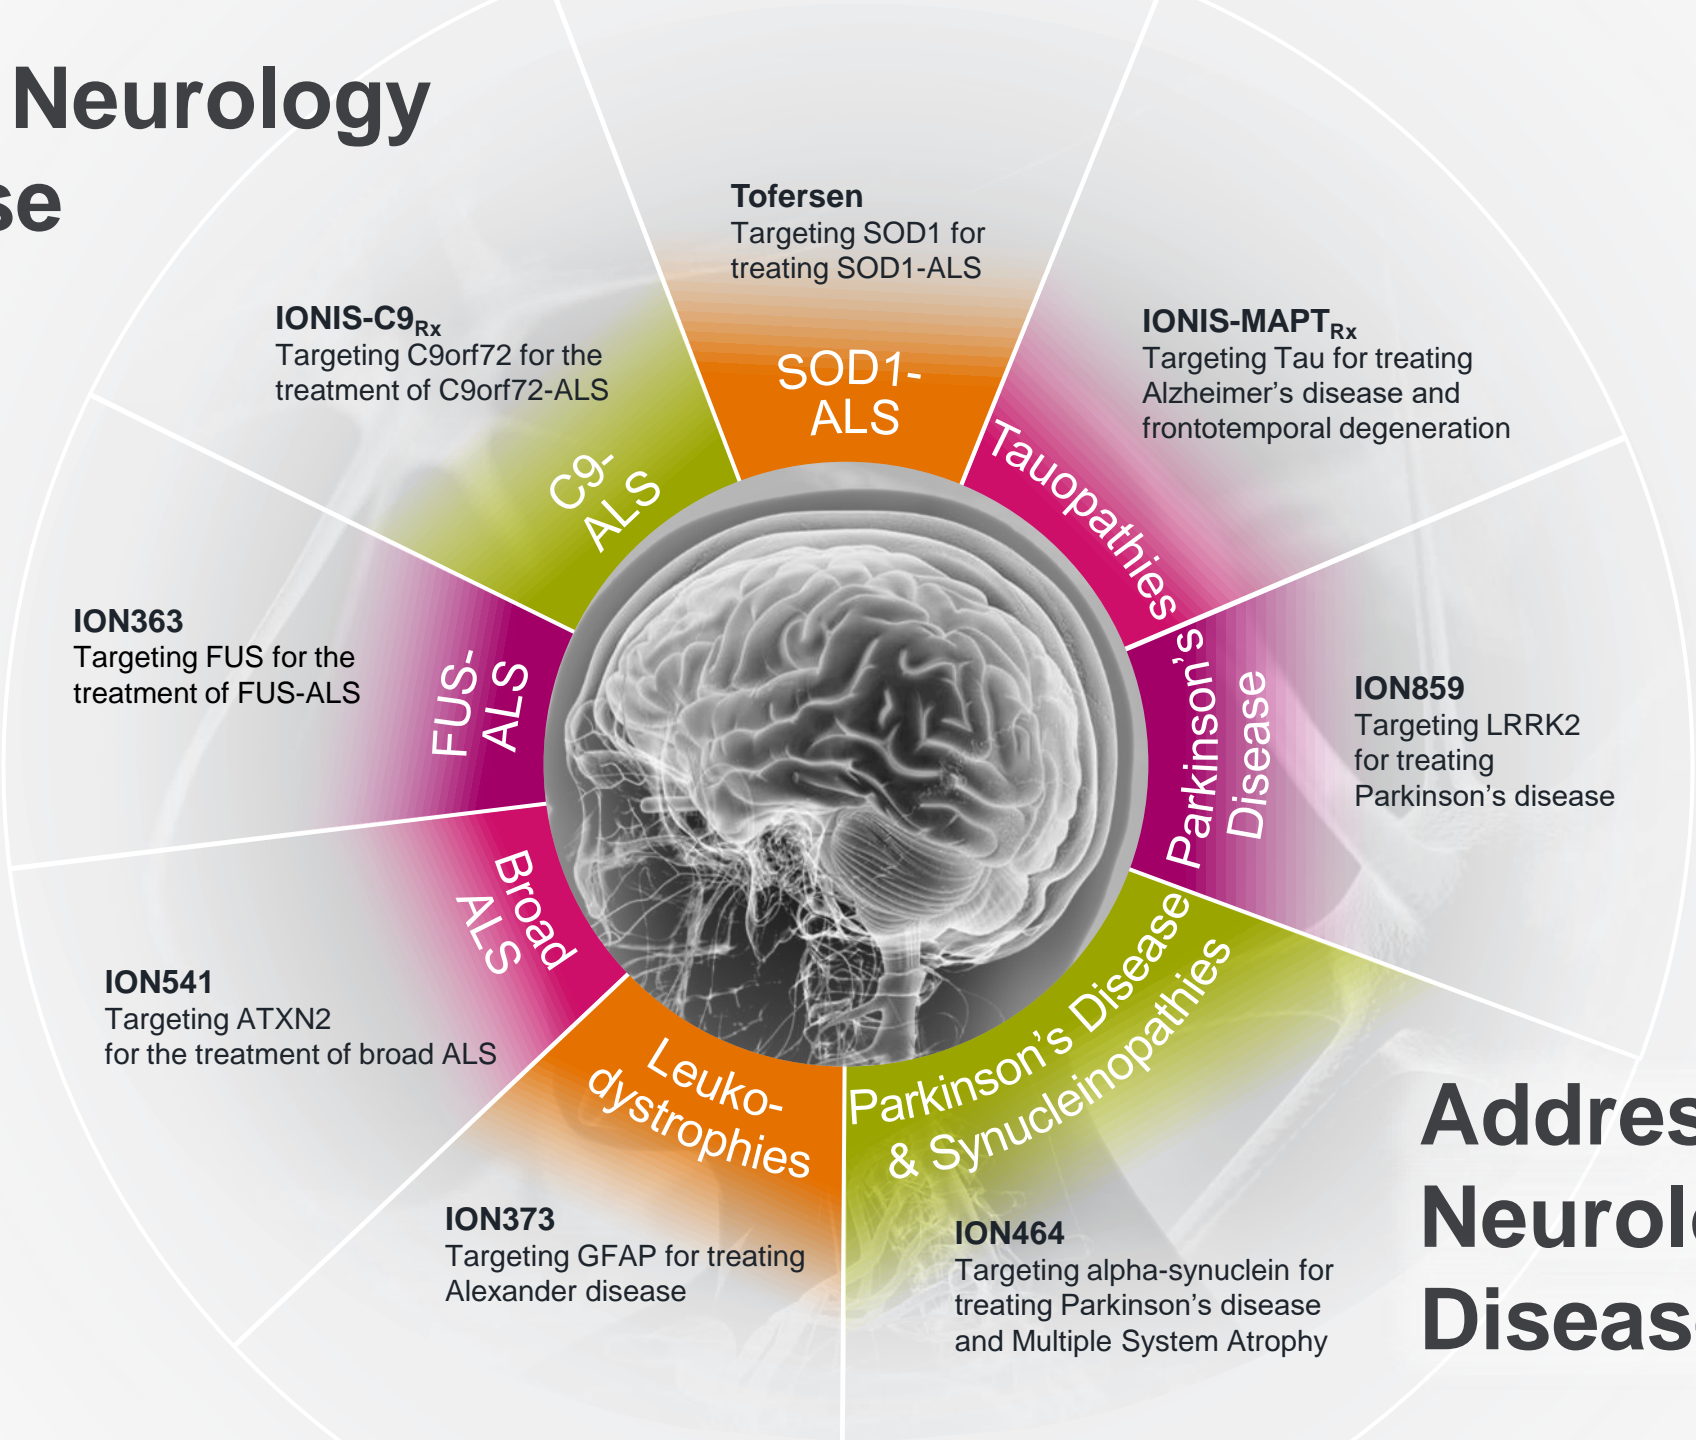 Neurology
se
Tofersen
Targeting SOD1 for
treating SOD1-ALS
SOD1-
ALS
IONIS-MAPTRx
Targeting Tau for treating
Alzheimer’s disease and
frontotemporal degeneration
Tauopathies
ION859
Targeting LRRK2
for treating
Parkinson’s disease
Parkinson’s
Disease
ION464
Targeting alpha-synuclein for
treating Parkinson’s disease
and Multiple System Atrophy
Parkinson’s Disease
& Synucleinopathies
ION373
Targeting GFAP for treating
Alexander disease
Leuko-
dystrophies
ION541
Targeting ATXN2
for the treatment of broad ALS
Broad
ALS
ION363
Targeting FUS for the
treatment of FUS-ALS
FUS-
ALS
IONIS-C9Rx
Targeting C9orf72 for the
treatment of C9orf72-ALS
C9-
ALS
Addres
Neurol
Diseas